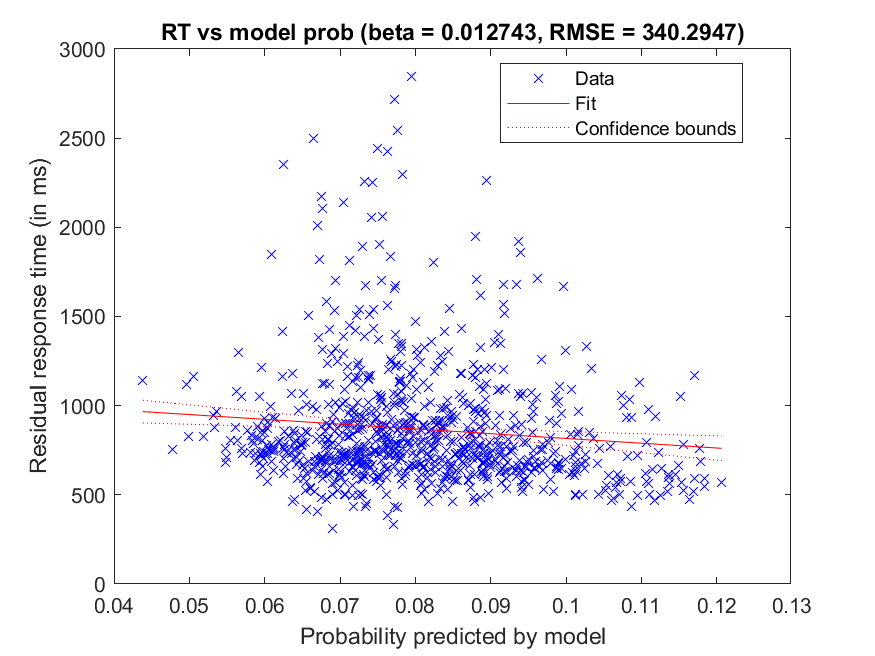 RT vs model prob (beta = 0.012743, RMSE = 340.2947)
Data
Fit
Confidence bounds
Residual response time (in ms)
3000
2500
2000
1500
1000
500
0
0.04 0.05 0.06 0.07 0.08 0.09 0.1 0.11 0.12 0.13
Probability predicted by model